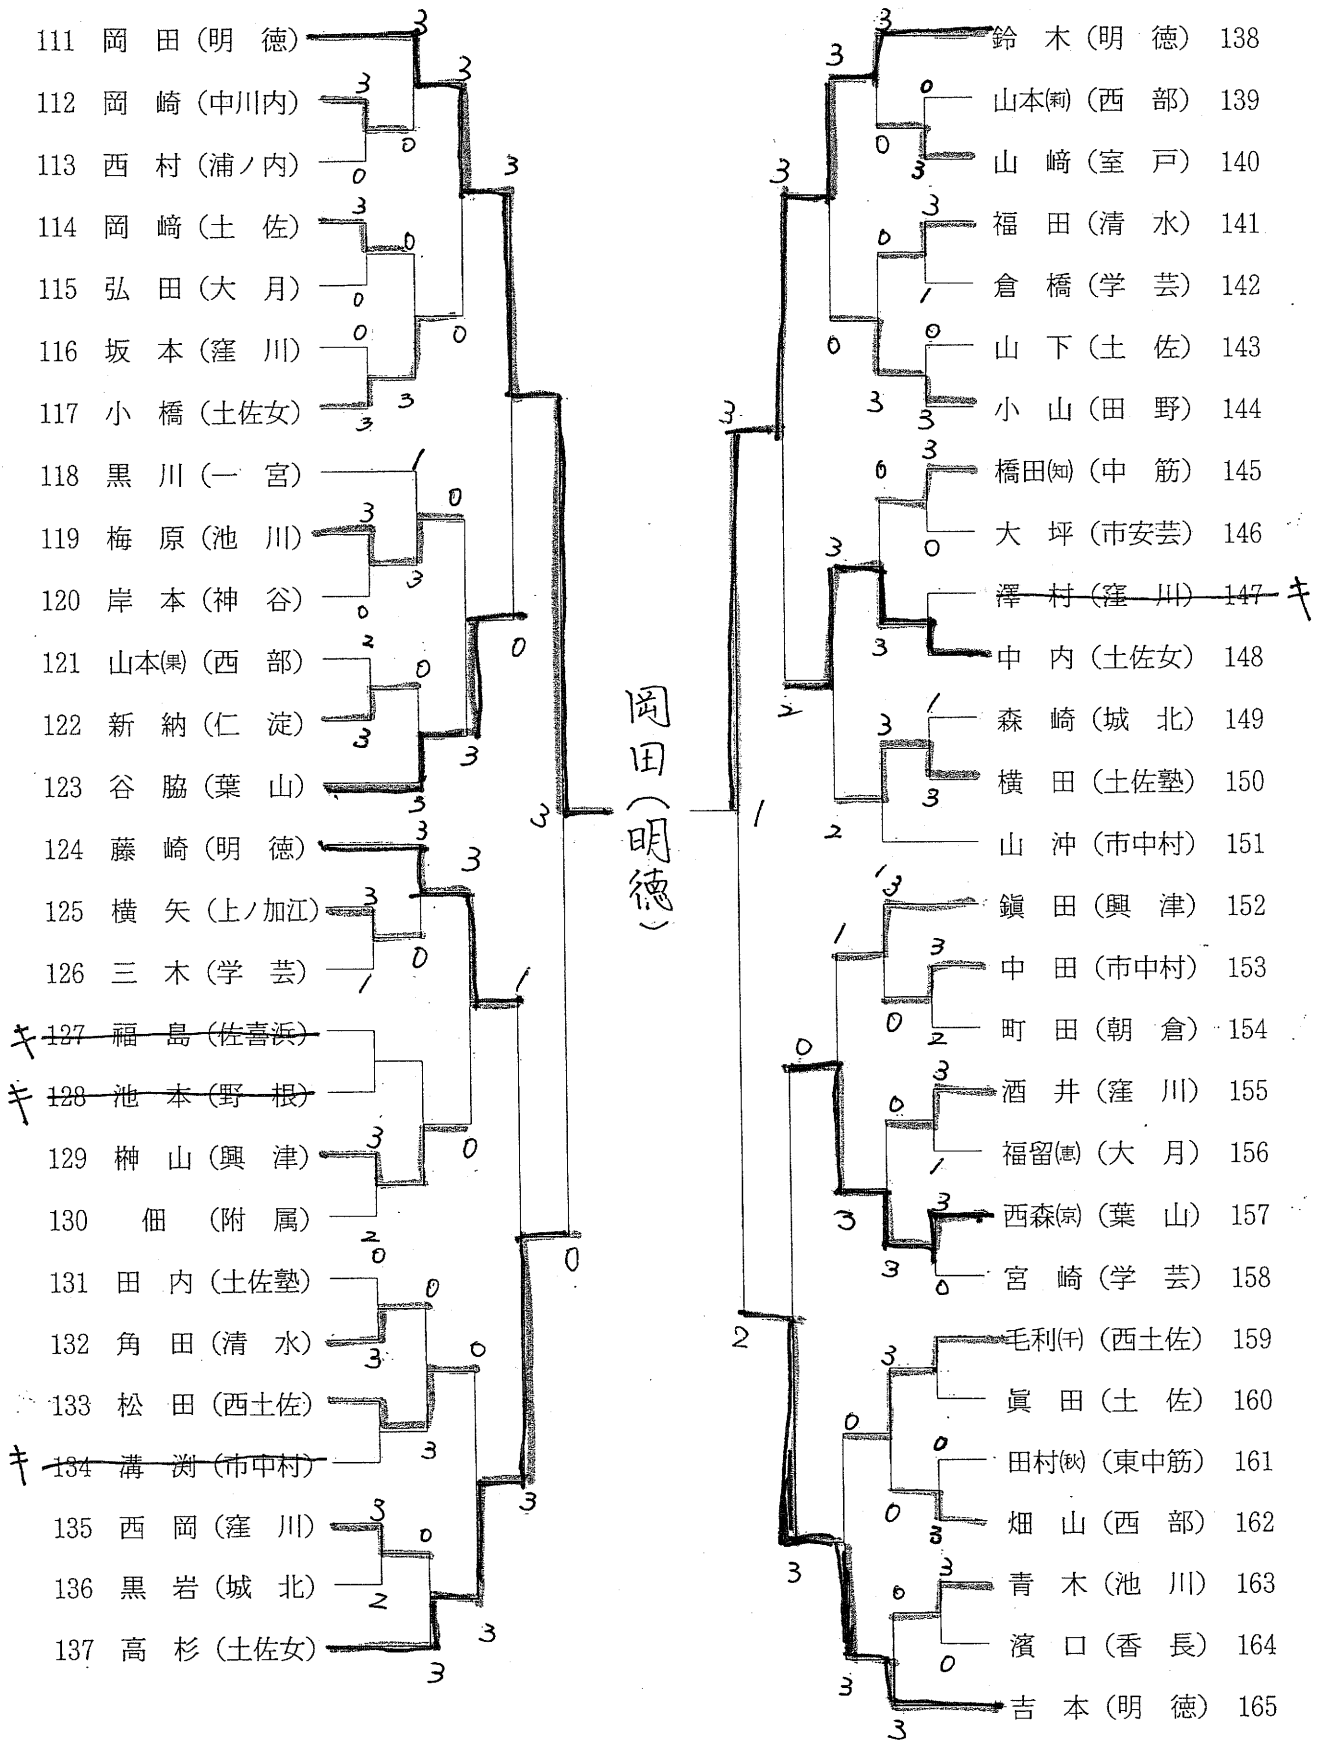 111 岡 田 (明 徳)
112 岡 崎 (中川内)
113 西 村 (浦ノ内)
114 岡 﨑 (土 佐)
115 弘 田 (大 月)
116 坂 本 (窪 川)
117 小 橋 (土佐女)
118 黒 川 (一 宮)
119 梅 原 (池 川)
120 岸 本 (神 谷)
121 山本㈭ (西 部)
122 新 納 (仁 淀)
123 谷 脇 (葉 山)
124 藤 崎 (明 徳)
125 横 矢 (上ノ加江)
126 三 木 (学 芸)
キ 127 福 島 (佐喜浜)
キ 128 池 本 (野 根)
129 榊 山 (興 津)
130 佃 (附 属)
131 田 内 (土佐塾)
132 角 田 (清 水)
133 松 田 (西土佐)
キ 134 溝 渕 (市中村)
135 西 岡 (窪 川)
136 黒 岩 (城 北)
137 高 杉 (土佐女)
岡田(明徳)
鈴 木 (明 徳) 138
山本(莉) (西 部) 139
山 﨑 (室 戸) 140
福 田 (清 水) 141
倉 橋 (学 芸) 142
山 下 (土 佐) 143
小 山 (田 野) 144
橋田(知) (中 筋) 145
大 坪 (市安芸) 146
澤 村 (窪 川) 147 キ
中 内 (土佐女) 148
森 崎 (城 北) 149
横 田 (土佐塾) 150
山 沖 (市中村) 151
鎭 田 (興 津) 152
中 田 (市中村) 153
町 田 (朝 倉) 154
酒 井 (窪 川) 155
福留(恵) (大 月) 156
西森(京) (葉 山) 157
宮 崎 (学 芸) 158
毛利(千) (西土佐) 159
眞 田 (土 佐) 160
田村(秋) (東中筋) 161
畑 山 (西 部) 162
青 木 (池 川) 163
濱 口 (香 長) 164
吉 本 (明 徳) 165